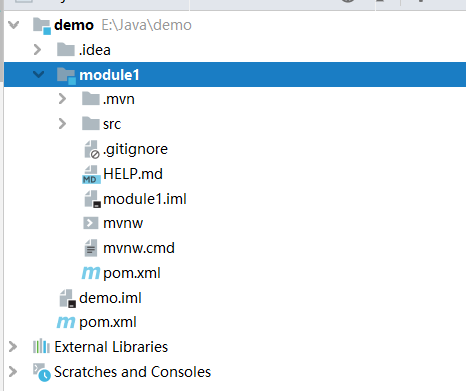 demo E:\Java\demo
.idea
module1
.mvn
src
.gitignore
MD HELP.md
module1.iml
mvnw
mvnw.cmd
m pom.xml
demo.iml
m pom.xml
External Libraries
Scratches and Consoles